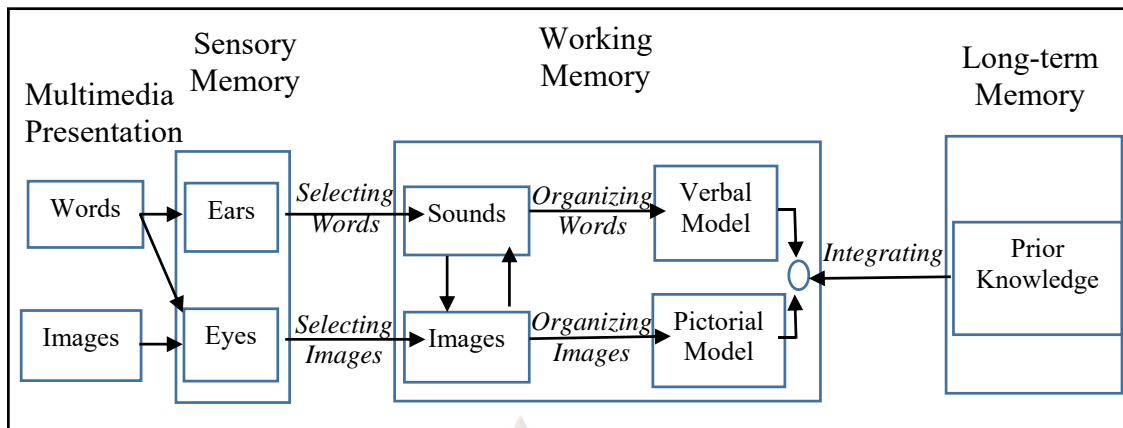 Multimedia
Presentation
Sensory
Memory
Working
Memory
Long-term
Memory
Words
Ears
Selecting
Words
Sounds
Organizing
Words
Verbal
Model
Integrating
Prior
Knowledge
Images
Eyes
Selecting
Images
Images
Organizing
Images
Pictorial
Model